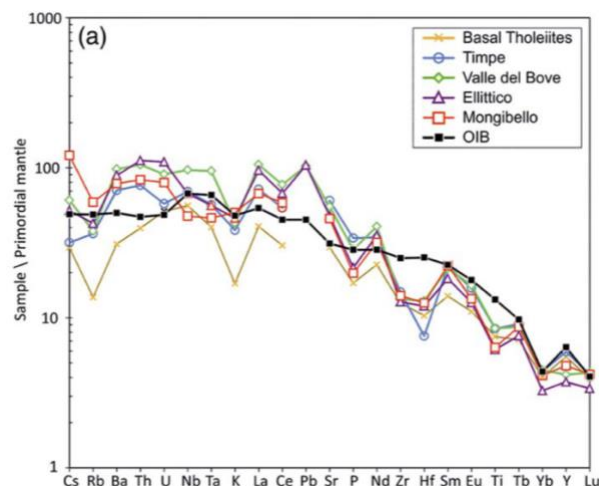 (a)
Basal Tholeiites
Timpe
Valle del Bove
Ellittico
Mongibello
OIB
1000
100
10
1
Sample \ Primordial mantle
Cs Rb Ba Th U Nb Ta K La Ce Pb Sr P Nd Zr Hf Sm Eu Ti Tb Yb Y Lu